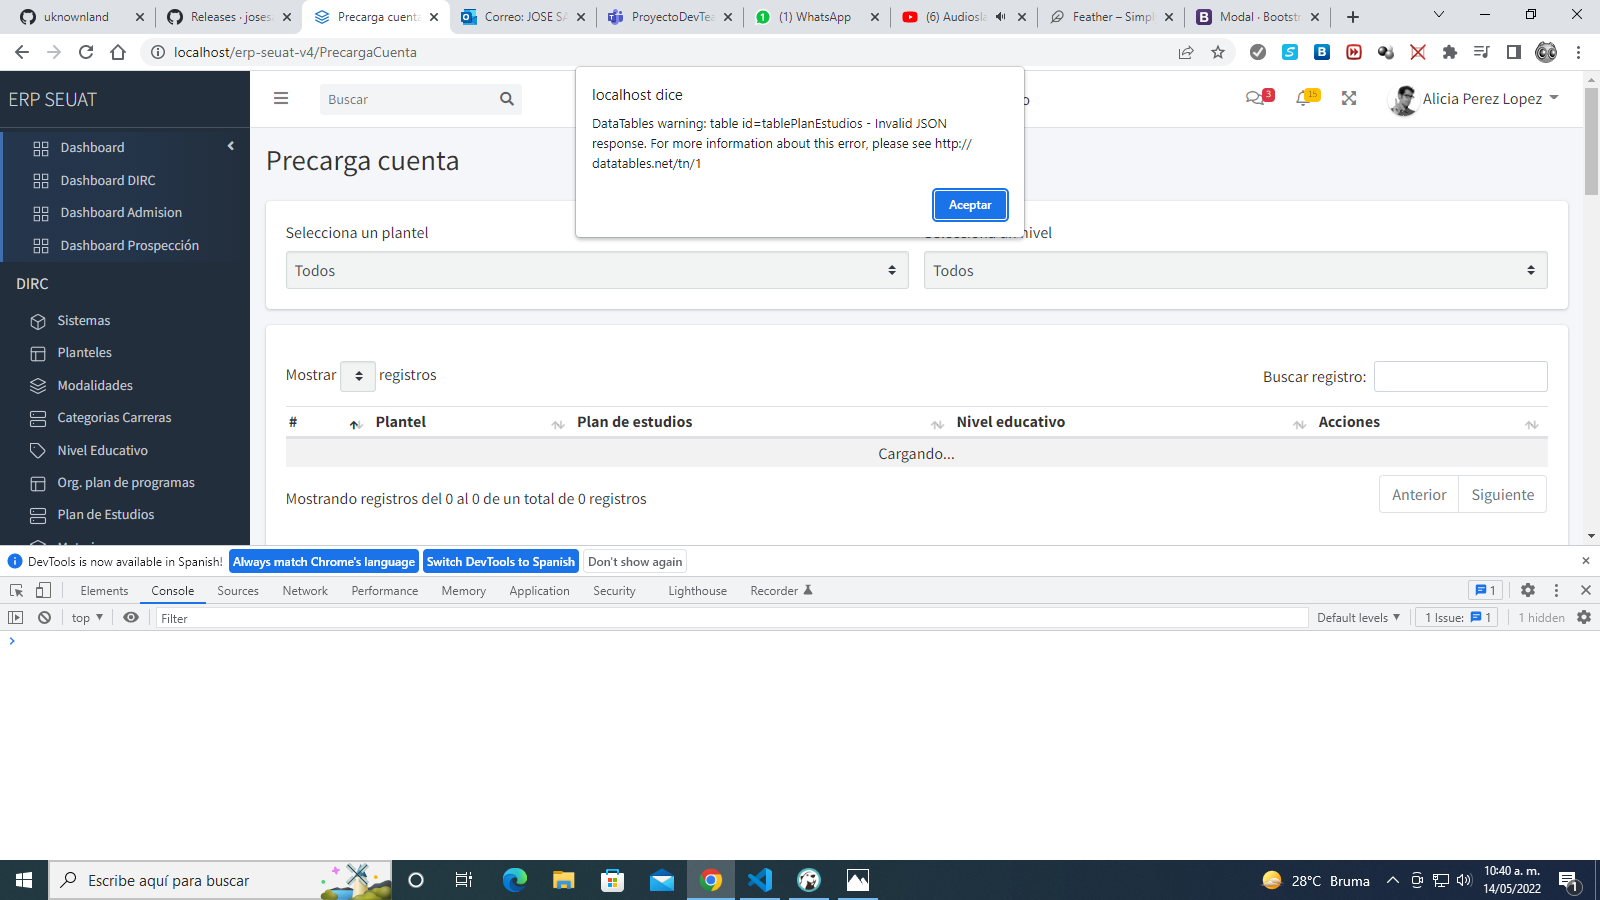 uknownland
Releases · joses
Precarga cuenta
Correo: JOSE SA
ProyectoDevTea
(1) WhatsApp
(6) Audiosla
Feather – Simpl
Modal · Bootstr
localhost/erp-seuat-v4/PrecargaCuenta
ERP SEUAT
Buscar
3
15
Alicia Perez Lopez
localhost dice
DataTables warning: table id=tablePlanEstudios - Invalid JSON
response. For more information about this error, please see http://
datatables.net/tn/1
Aceptar
Dashboard
Dashboard DIRC
Dashboard Admision
Dashboard Prospección
DIRC
Sistemas
Planteles
Modalidades
Categorias Carreras
Nivel Educativo
Org. plan de programas
Plan de Estudios
Precarga cuenta
Selecciona un plantel
Todos
nivel
Todos
Mostrar registros
Buscar registro:
# Plantel Plan de estudios Nivel educativo Acciones
Cargando...
Mostrando registros del 0 al 0 de un total de 0 registros
Anterior Siguiente
DevTools is now available in Spanish! Always match Chrome's language Switch DevTools to Spanish Don't show again
Elements Console Sources Network Performance Memory Application Security Lighthouse Recorder 1
top Filter Default levels 1 Issue: 1 1 hidden
Escribe aquí para buscar
28°C Bruma
10:40 a. m.
14/05/2022
1